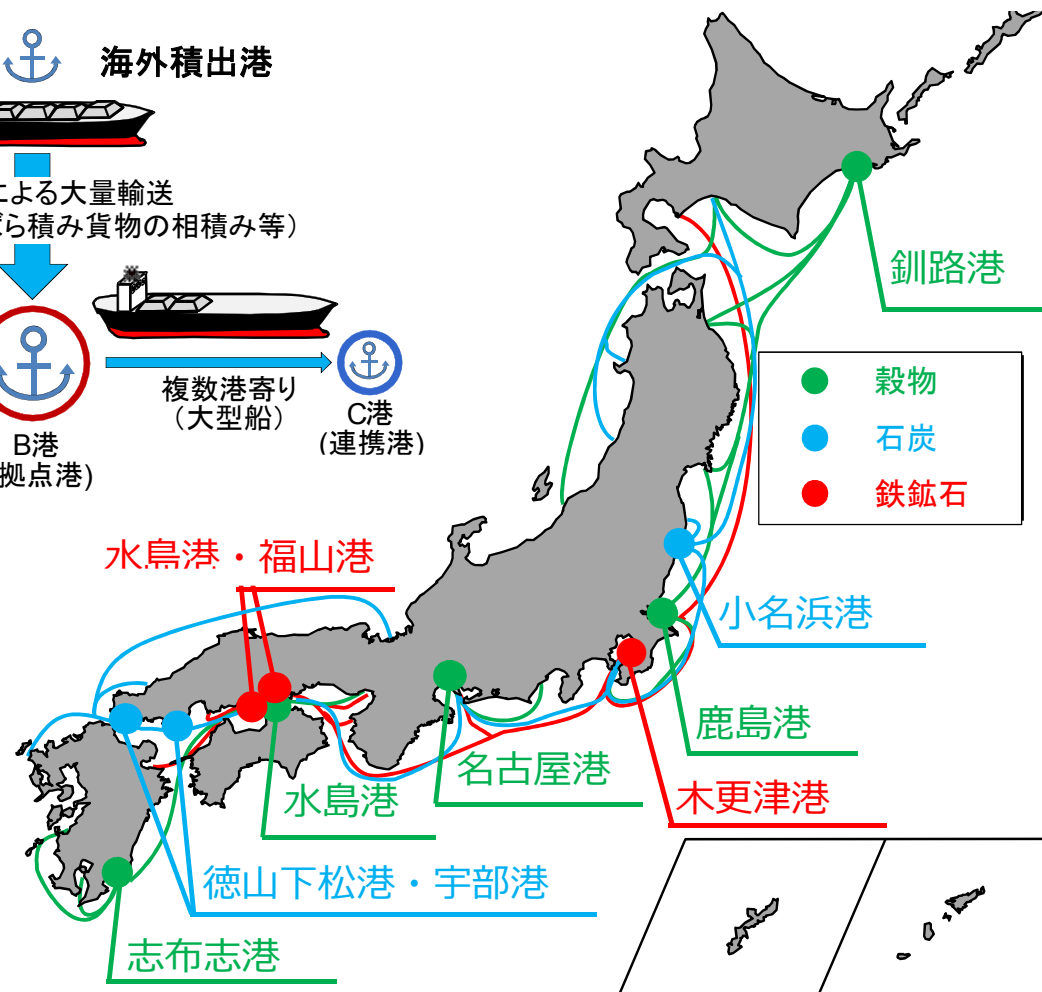 海外積出港
よる大量輸送
積み貨物の相積み等）
複数港寄り
（大型船）
B港
拠点港)
C港
(連携港)
釧路港
穀物
石炭
鉄鉱石
水島港・福山港
小名浜港
鹿島港
名古屋港
水島港
木更津港
徳山下松港・宇部港
志布志港